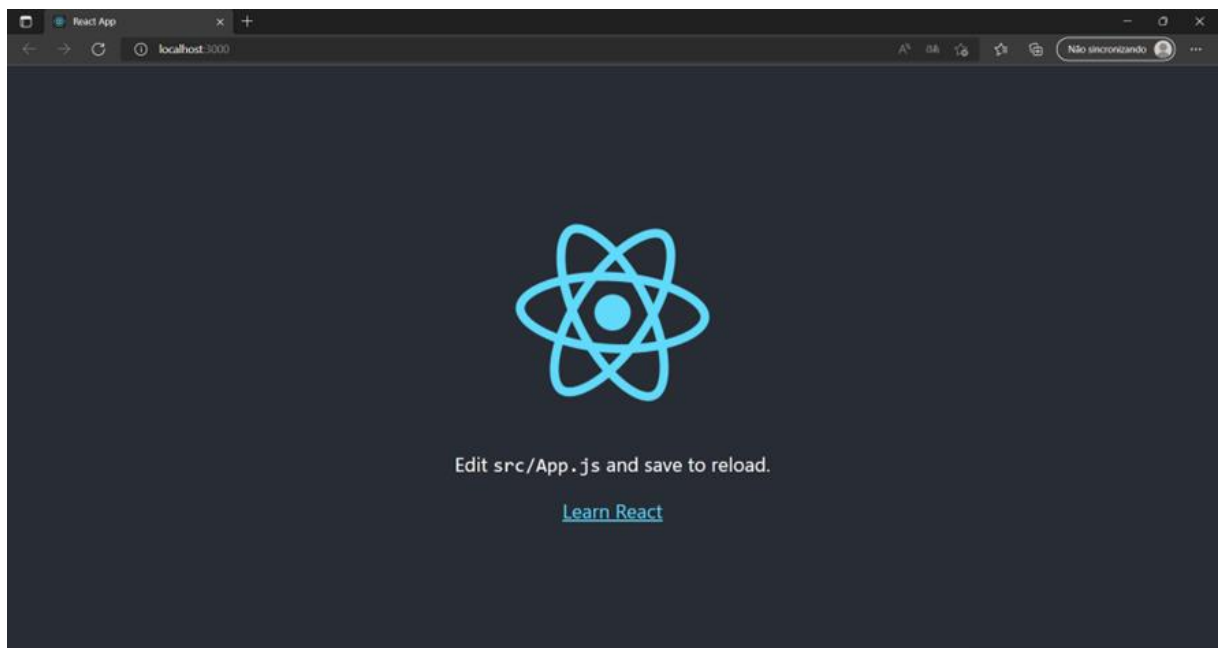 React App
localhost:3000
Não sincronizando
Edit src/App.js and save to reload.
Learn React